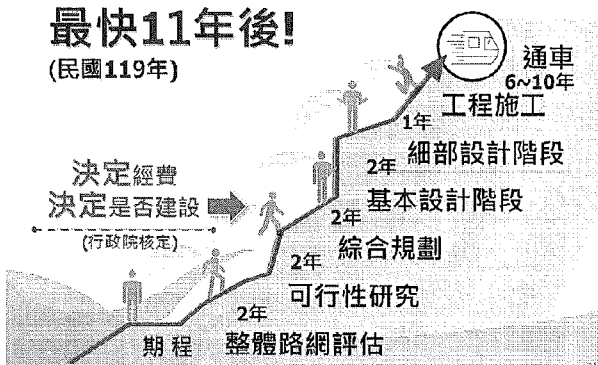 最快11年後!
(民國119年)
通車
6~10年
工程施工
1年
細部設計階段
2年
基本設計階段
2年
綜合規劃
2年
可行性研究
2年
整體路網評估
期程
決定經費
決定是否建設
(行政院核定)